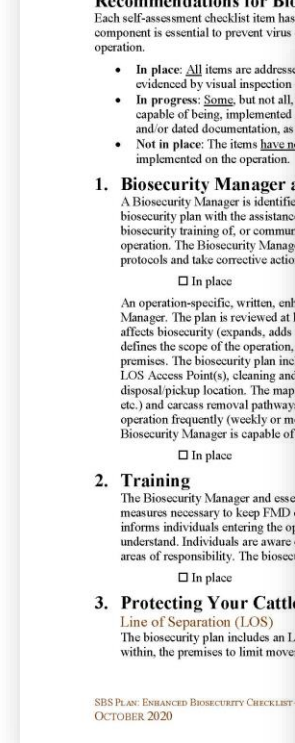 Recommendations for Bio
Each self-assessment checklist item has
component is essential to prevent virus
operation.
• In place: All items are addresse
evidenced by visual inspection
• In progress: Some, but not all,
capable of being, implemented
and/or dated documentation, as
• Not in place: The items have no
implemented on the operation.
1. Biosecurity Manager a
A Biosecurity Manager is identifie
biosecurity plan with the assistanc
biosecurity training of, or commun
operation. The Biosecurity Manag
protocols and take corrective actio
☐ In place
An operation-specific, written, enh
Manager. The plan is reviewed at l
affects biosecurity (expands, adds
defines the scope of the operation,
premises. The biosecurity plan inc
LOS Access Point(s), cleaning and
disposal/pickup location. The map
etc.) and carcass removal pathway
operation frequently (weekly or m
Biosecurity Manager is capable of
☐ In place
2. Training
The Biosecurity Manager and esse
measures necessary to keep FMD
informs individuals entering the op
understand. Individuals are aware
areas of responsibility. The biosec
☐ In place
3. Protecting Your Cattle
Line of Separation (LOS)
The biosecurity plan includes an L
within, the premises to limit move
SBS PLAN: ENHANCED BIOSECURITY CHECKLIST
OCTOBER 2020